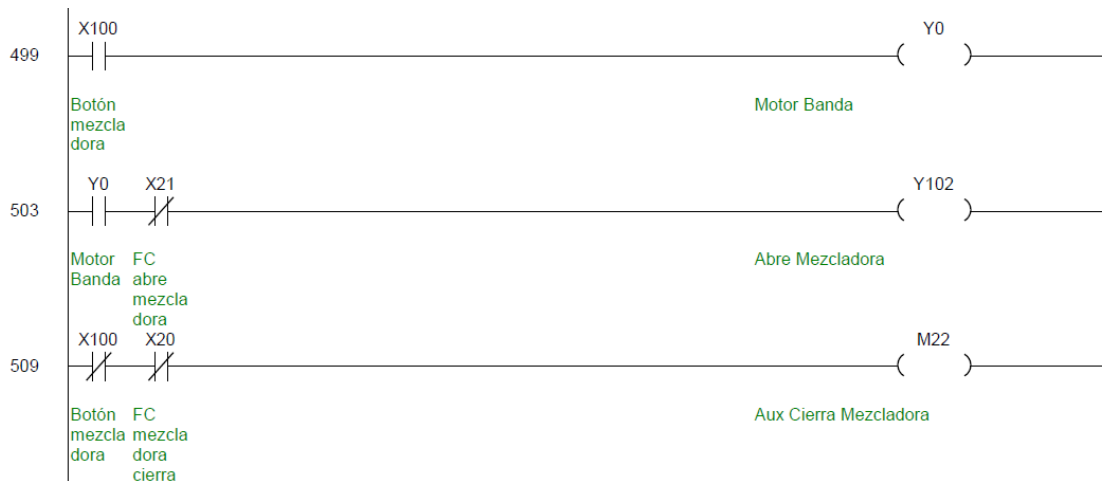 X100
Y0
499
Botón
mezcla
dora
Motor Banda
Y0
X21
Y102
503
Motor
Banda
FC
abre
mezcla
dora
Abre Mezcladora
X100
X20
M22
509
Botón
mezcla
dora
FC
mezcla
dora
cierra
Aux Cierra Mezcladora